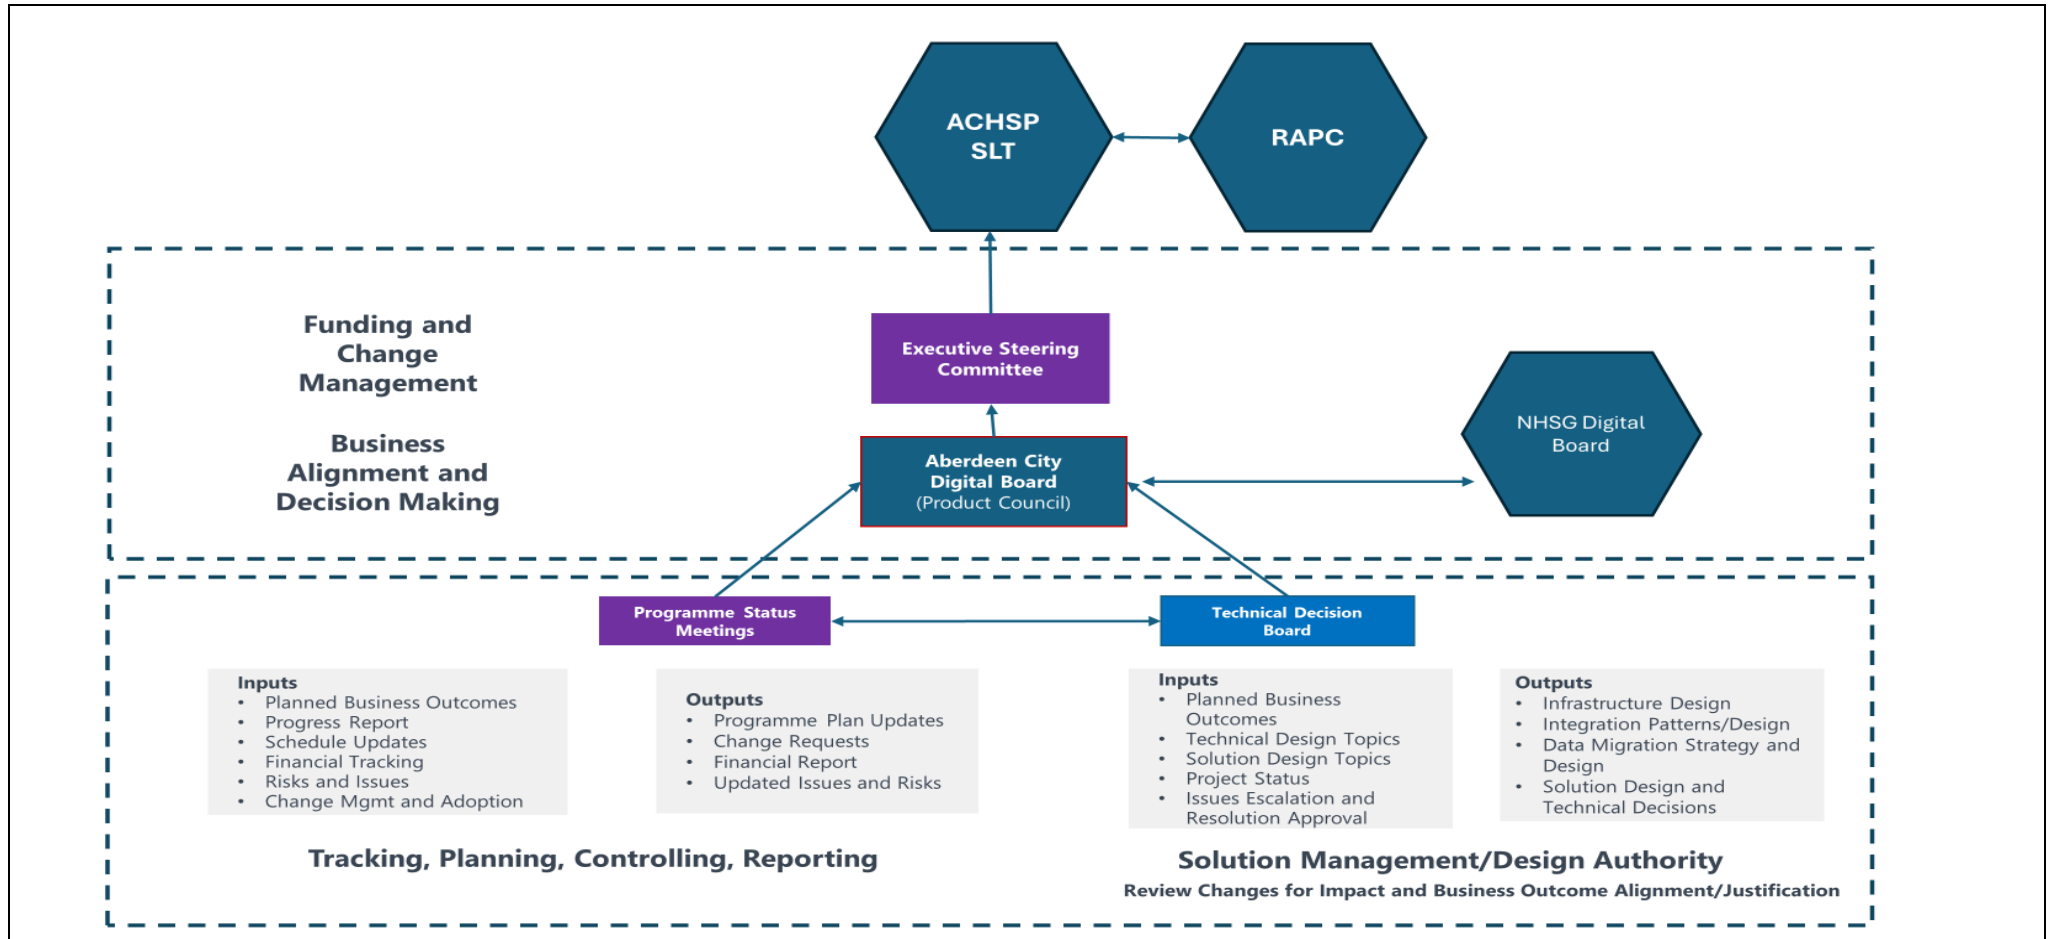 ACHSP
SLT
RAPC
Funding and
Change
Management
Executive Steering
Committee
NHSG Digital
Board
Business
Alignment and
Decision Making
Aberdeen City
Digital Board
(Product Council)
Programme Status
Meetings
Technical Decision
Board
Inputs
• Planned Business Outcomes
• Progress Report
• Schedule Updates
• Financial Tracking
• Risks and Issues
• Change Mgmt and Adoption
Outputs
• Programme Plan Updates
• Change Requests
• Financial Report
• Updated Issues and Risks
Inputs
• Planned Business
Outcomes
• Technical Design Topics
• Solution Design Topics
• Project Status
• Issues Escalation and
Resolution Approval
Outputs
• Infrastructure Design
• Integration Patterns/Design
• Data Migration Strategy and
Design
• Solution Design and
Technical Decisions
Tracking, Planning, Controlling, Reporting
Solution Management/Design Authority
Review Changes for Impact and Business Outcome Alignment/Justification